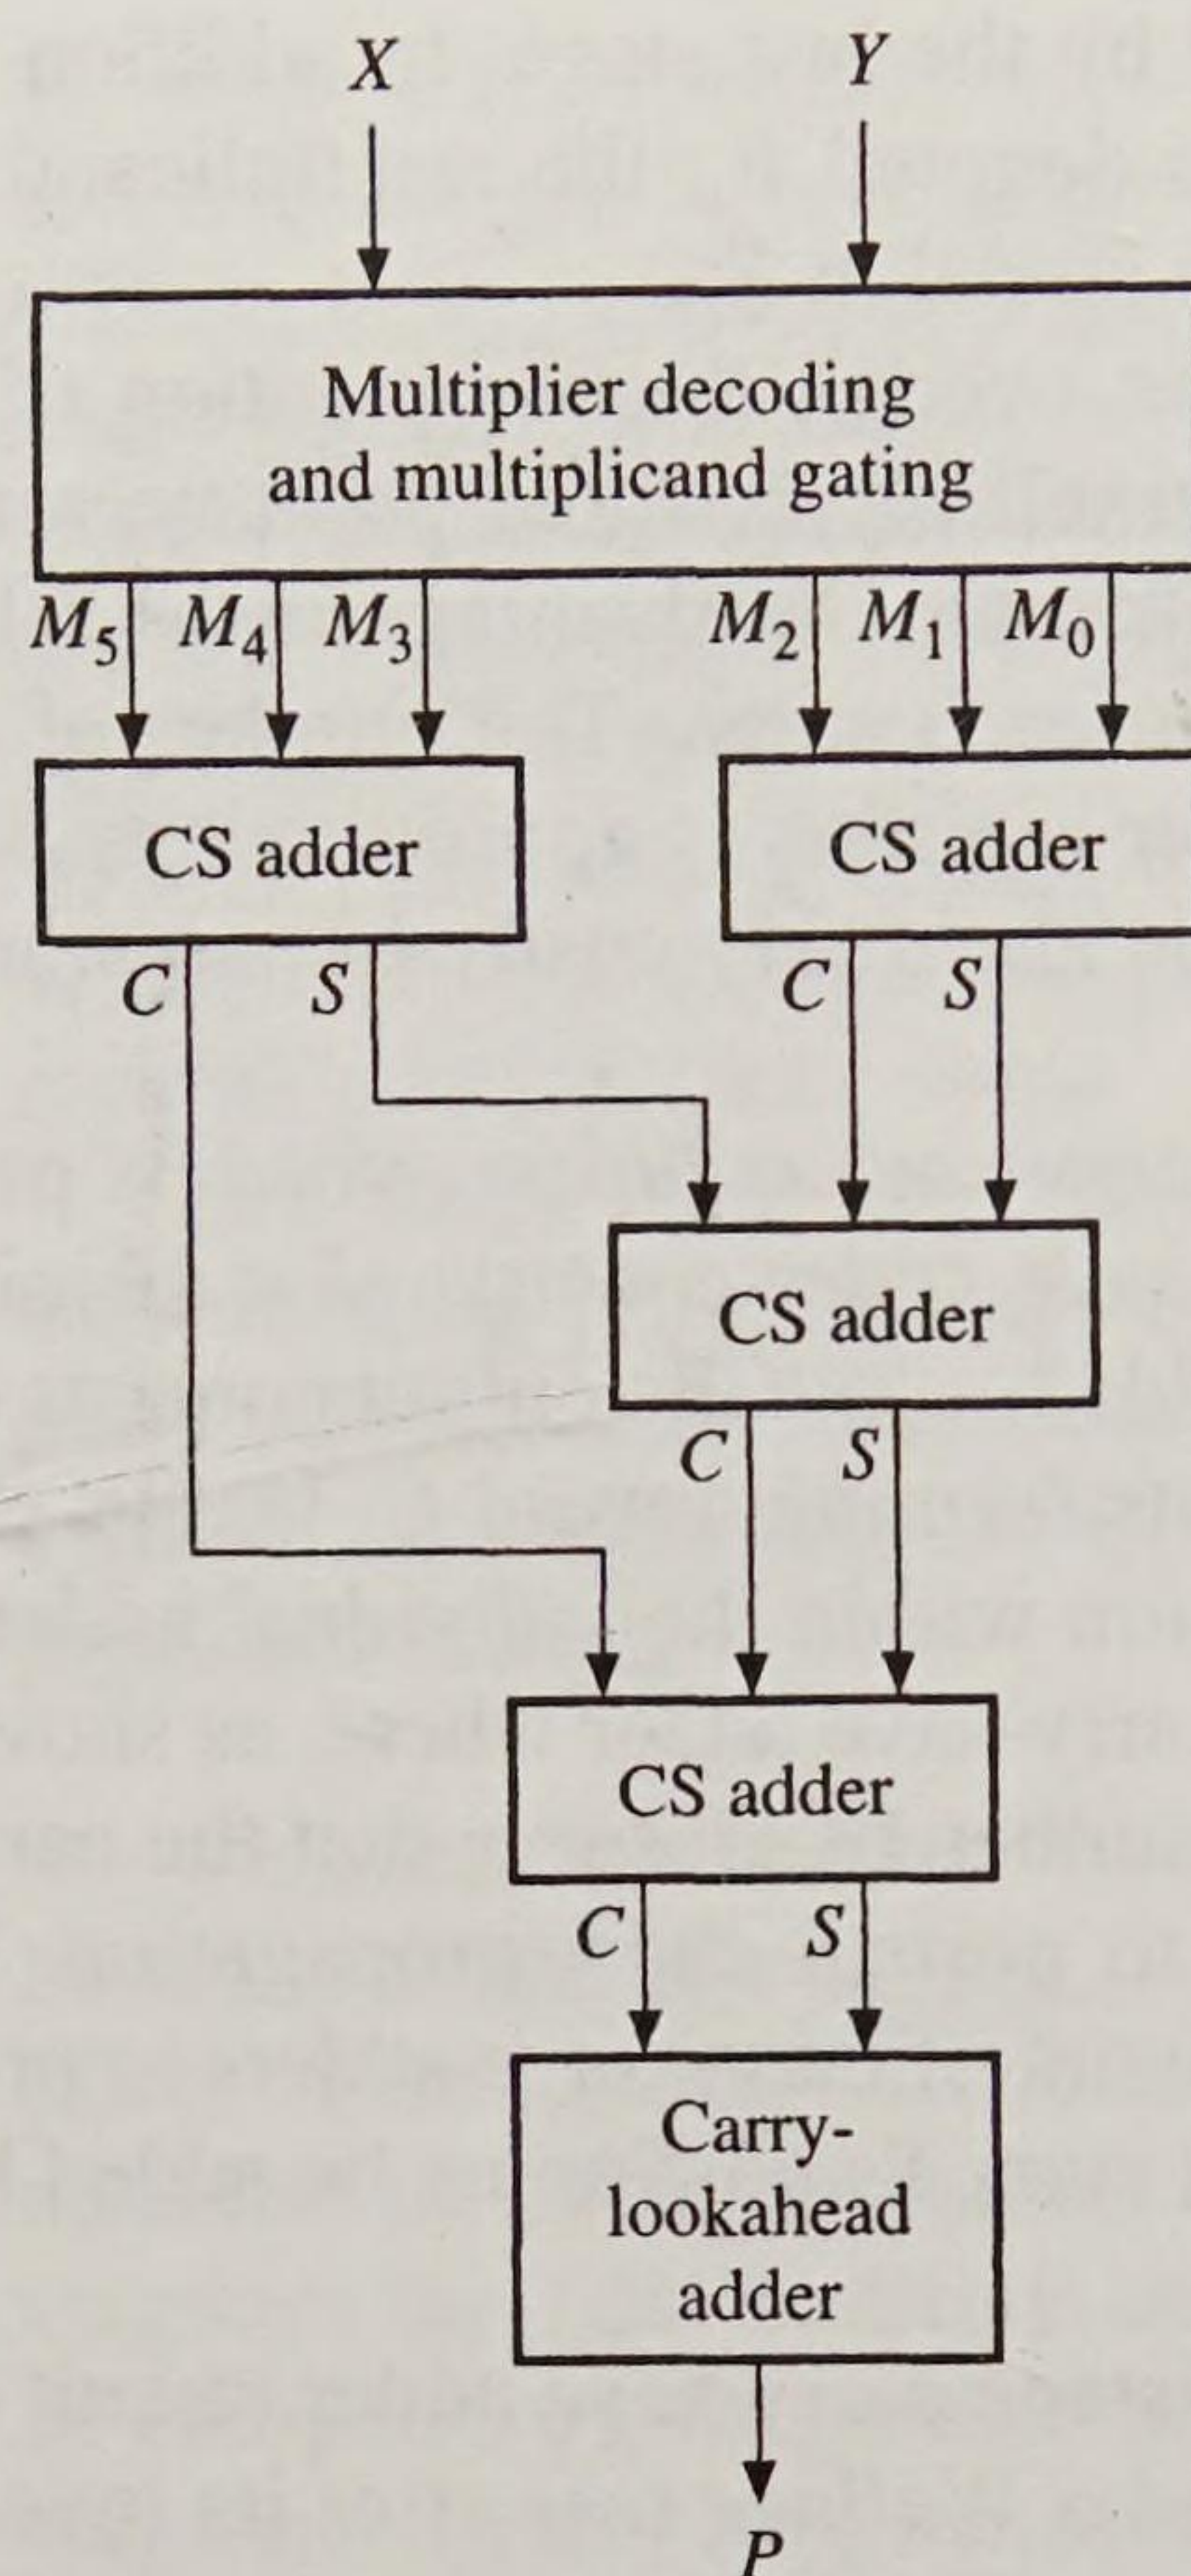 X Y
Multiplier decoding
and multiplicand gating
M₅ M₄ M₃ M₂ M₁ M₀
CS adder CS adder
C S C S
CS adder
C S
CS adder
C S
Carry-
lookahead
adder
P